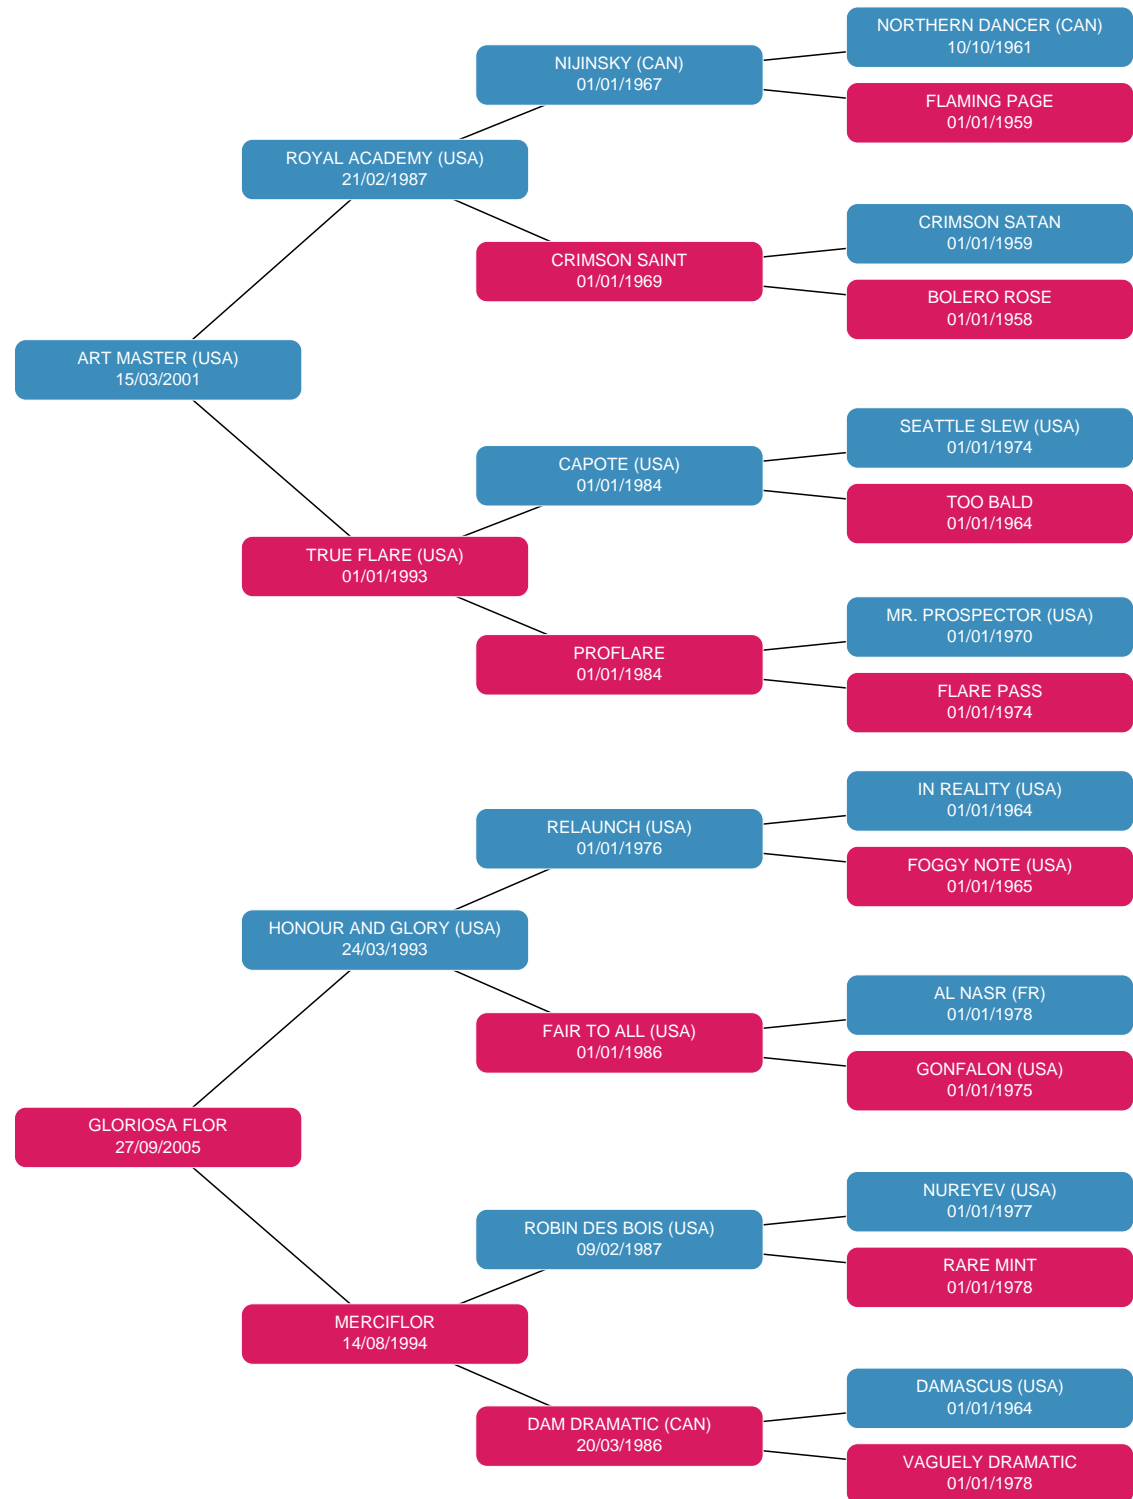 NORTHERN DANCER (CAN)
10/10/1961
NIJINSKY (CAN)
01/01/1967
FLAMING PAGE
01/01/1959
ROYAL ACADEMY (USA)
21/02/1987
CRIMSON SATAN
01/01/1959
CRIMSON SAINT
01/01/1969
BOLERO ROSE
01/01/1958
ART MASTER (USA)
15/03/2001
SEATTLE SLEW (USA)
01/01/1974
CAPOTE (USA)
01/01/1984
TOO BALD
01/01/1964
TRUE FLARE (USA)
01/01/1993
MR. PROSPECTOR (USA)
01/01/1970
PROFLARE
01/01/1984
FLARE PASS
01/01/1974
IN REALITY (USA)
01/01/1964
RELAUNCH (USA)
01/01/1976
FOGGY NOTE (USA)
01/01/1965
HONOUR AND GLORY (USA)
24/03/1993
AL NASR (FR)
01/01/1978
FAIR TO ALL (USA)
01/01/1986
GONFALON (USA)
01/01/1975
GLORIOSA FLOR
27/09/2005
NUREYEV (USA)
01/01/1977
ROBIN DES BOIS (USA)
09/02/1987
RARE MINT
01/01/1978
MERCIFLOR
14/08/1994
DAMASCUS (USA)
01/01/1964
DAM DRAMATIC (CAN)
20/03/1986
VAGUELY DRAMATIC
01/01/1978